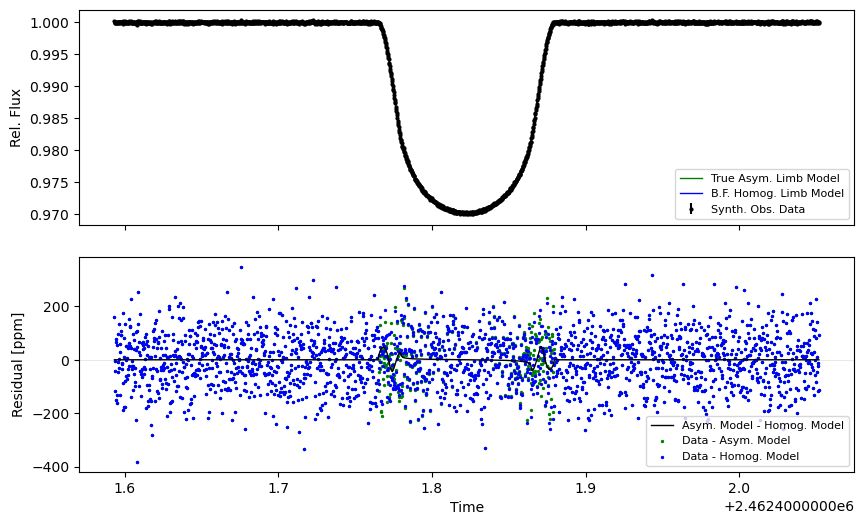 1.000
0.995
0.990
0.985
0.980
0.975
0.970
Rel. Flux
True Asym. Limb Model
B.F. Homog. Limb Model
Synth. Obs. Data
200
0
−200
−400
Residual [ppm]
Asym. Model - Homog. Model
Data - Asym. Model
Data - Homog. Model
1.6 1.7 1.8 1.9 2.0
Time
+2.4624000000e6